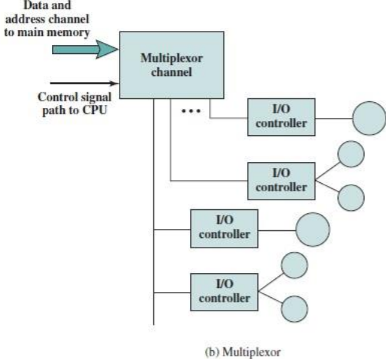 Data and
address channel
to main memory
Multiplexor
channel
Control signal
path to CPU
I/O
controller
I/O
controller
I/O
controller
I/O
controller
(b) Multiplexor